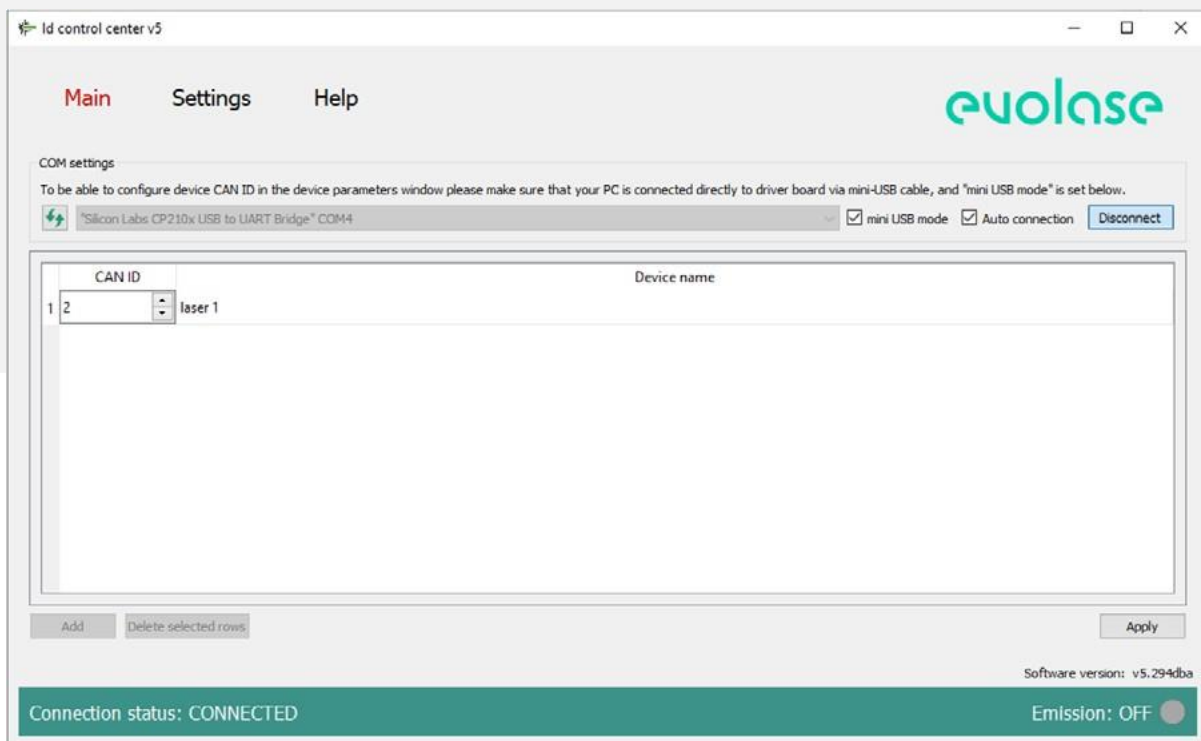 Id control center v5
Main Settings Help
evolase
COM settings
To be able to configure device CAN ID in the device parameters window please make sure that your PC is connected directly to driver board via mini-USB cable, and "mini USB mode" is set below.
"Silicon Labs CP210x USB to UART Bridge" COM4 mini USB mode Auto connection Disconnect
CAN ID Device name
1 2 laser 1
Add Delete selected rows Apply
Software version: v5.294dba
Connection status: CONNECTED Emission: OFF